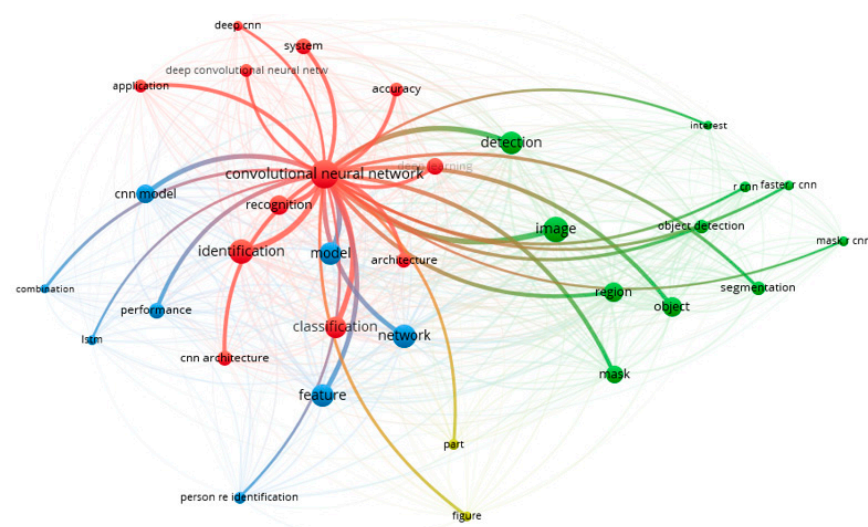 deep cnn
system
deep convolutional neural netw
application
accuracy
interest
detection
deep learning
convolutional neural network
cnn model
r cnn
faster r cnn
recognition
object detection
image
mask r cnn
identification
model
architecture
combination
segmentation
region
performance
object
lstm
classification
network
cnn architecture
mask
feature
part
person re identification
figure